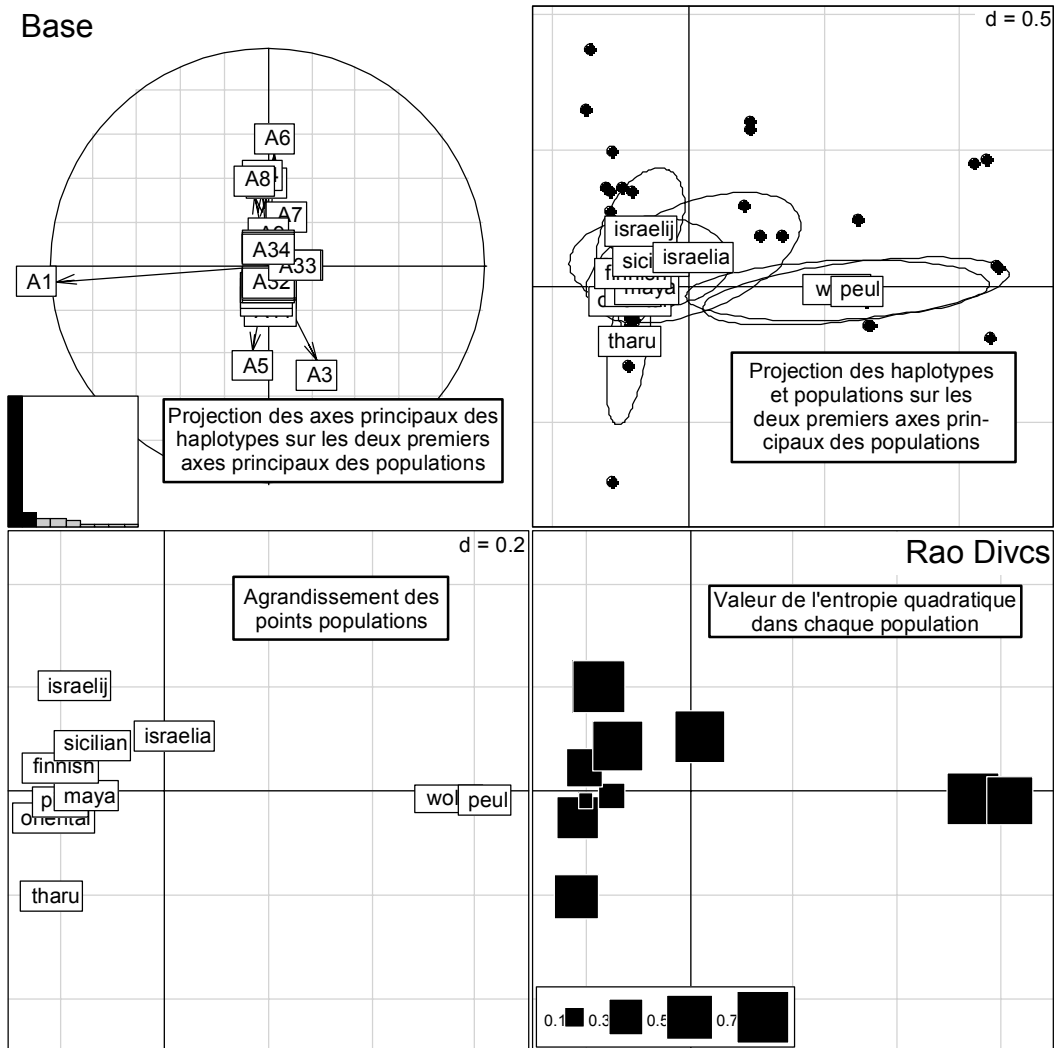 Base
A6
A8
A7
A34
A33
A1
A5
A3
Projection des axes principaux des
haplotypes sur les deux premiers
axes principaux des populations
d = 0.5
israelij
israelia
maya
peul
tharu
Projection des haplotypes
et populations sur les
deux premiers axes prin-
cipaux des populations
d = 0.2
Agrandissement des
points populations
israelij
israelia
sicilian
finnish
maya
oriental
peul
tharu
Rao Divcs
Valeur de l'entropie quadratique
dans chaque population
0.1 0.3 0.5 0.7